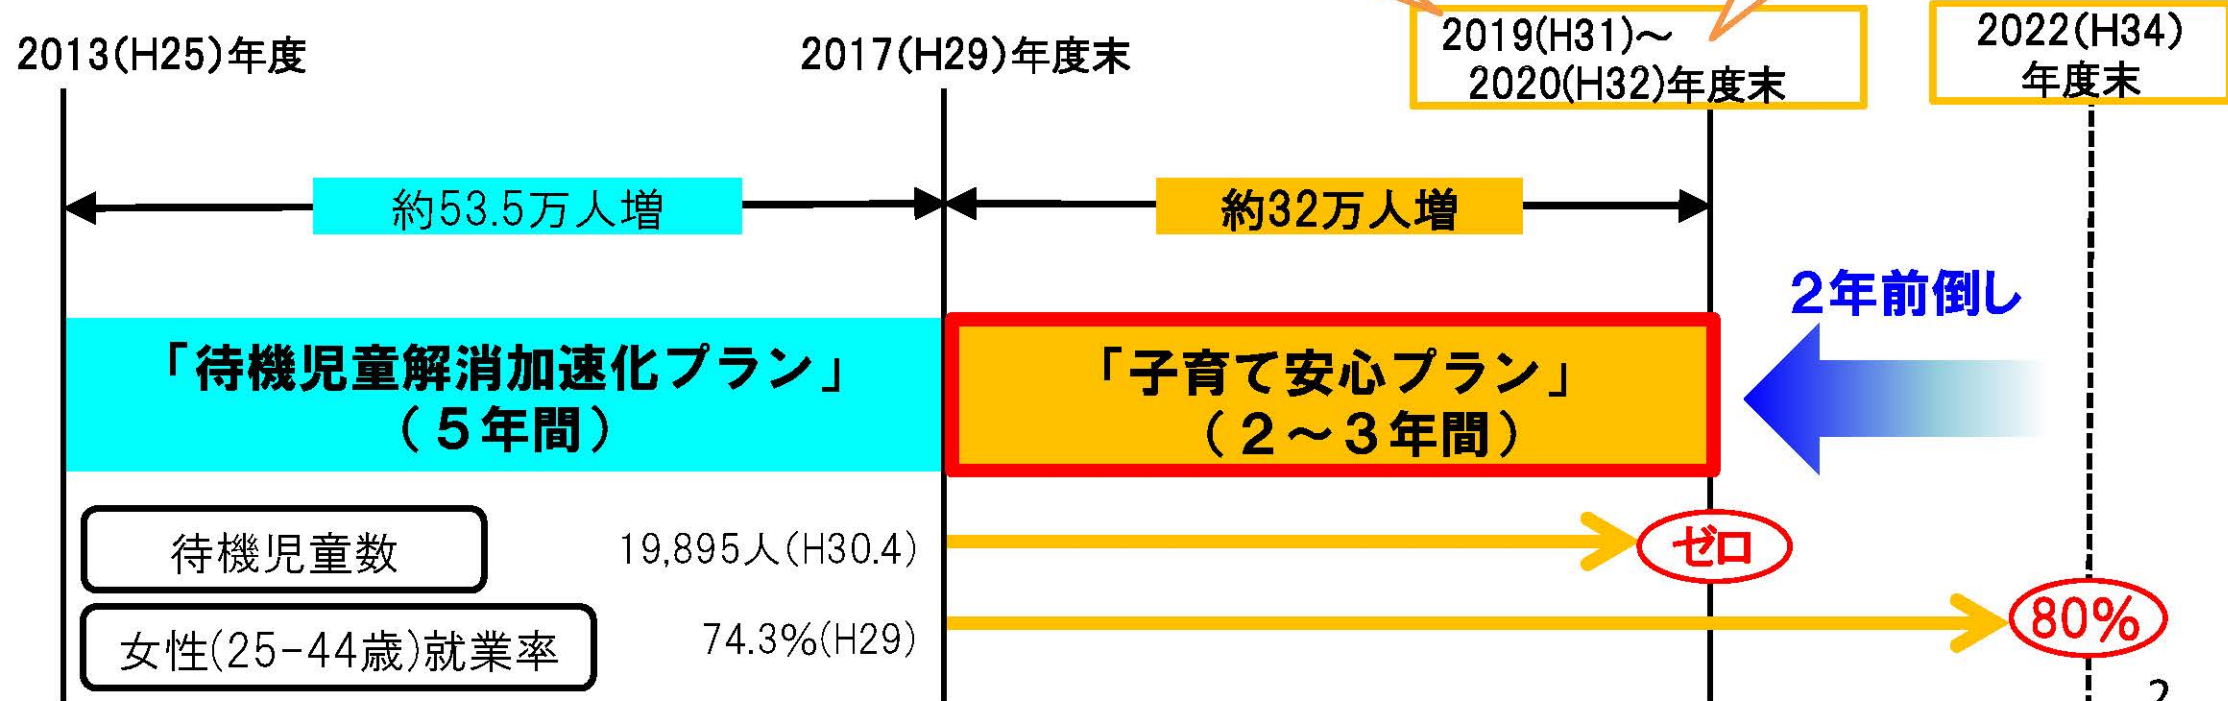 2013(H25)年度
2017(H29)年度末
2019(H31)～
2020(H32)年度末
2022(H34)
年度末
約53.5万人増
約32万人増
2年前倒し
「待機児童解消加速化プラン」
(５年間)
「子育て安心プラン」
(２～３年間)
待機児童数
19,895人(H30.4)
ゼロ
女性(25-44歳)就業率
74.3%(H29)
80%
2